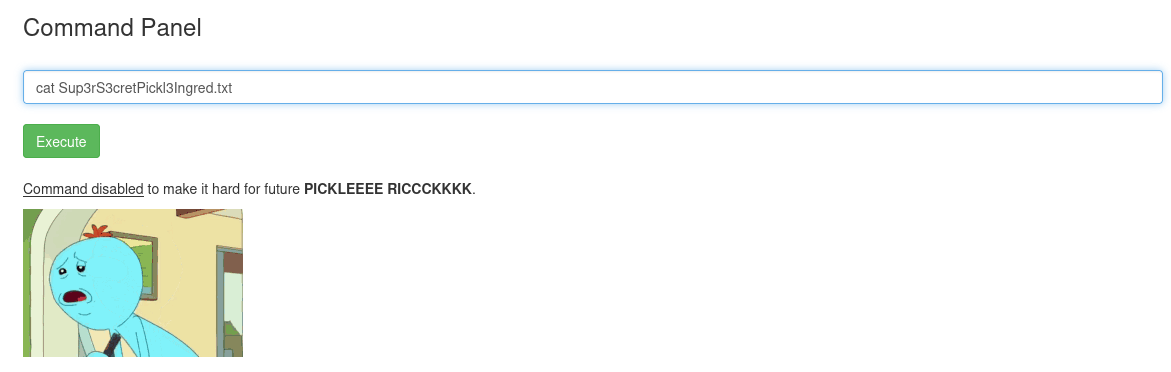 Command Panel
cat Sup3rS3cretPickl3Ingred.txt
Execute
Command disabled to make it hard for future PICKLEEEE RICCCKKKK.